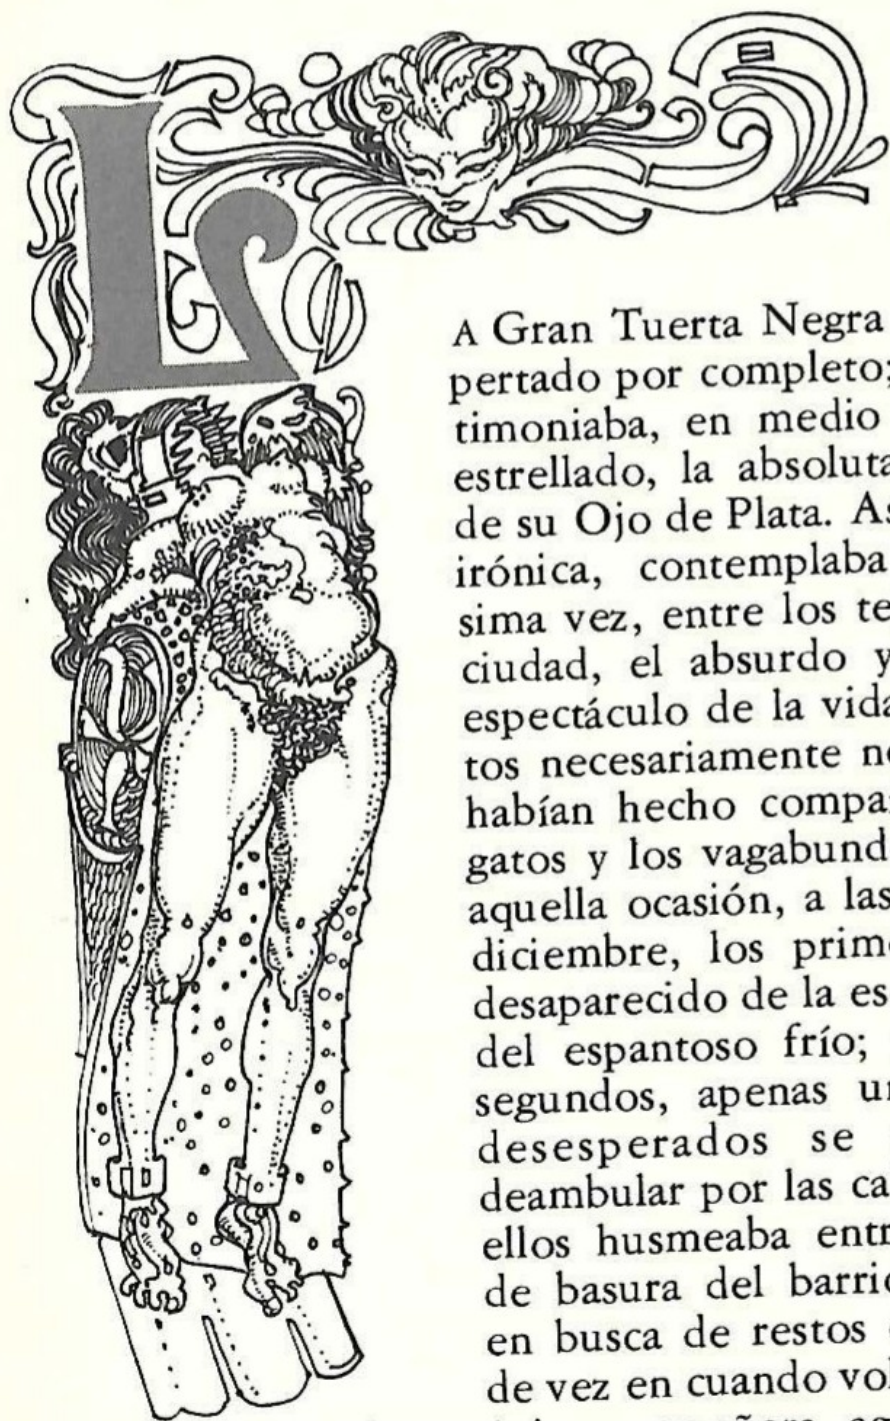 LA Gran Tuerta Negra
pertado por completo;
timoniaba, en medio
estrellado, la absoluta
de su Ojo de Plata. As
irónica, contemplaba
sima vez, entre los te
ciudad, el absurdo y
espectáculo de la vida
tos necesariamente n
habían hecho compa
gatos y los vagabund
aquella ocasión, a las
diciembre, los prim
desaparecido de la es
del espantoso frío;
segundos, apenas u
desesperados se
deambular por las ca
ellos husmeaba entr
de basura del barri
en busca de restos
de vez en cuando vol